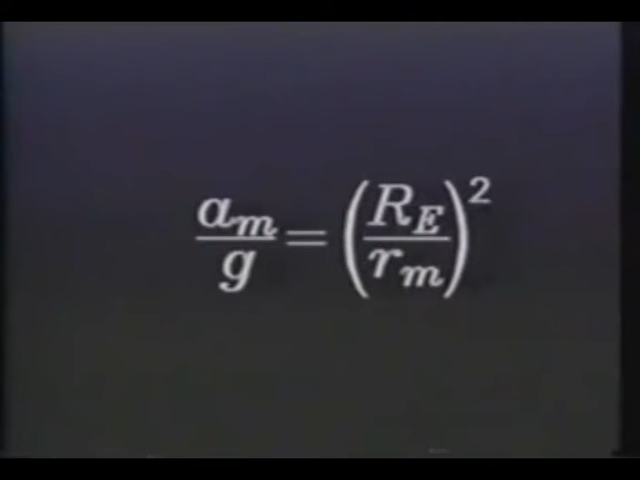 a_m/g = (R_E/r_m)^2